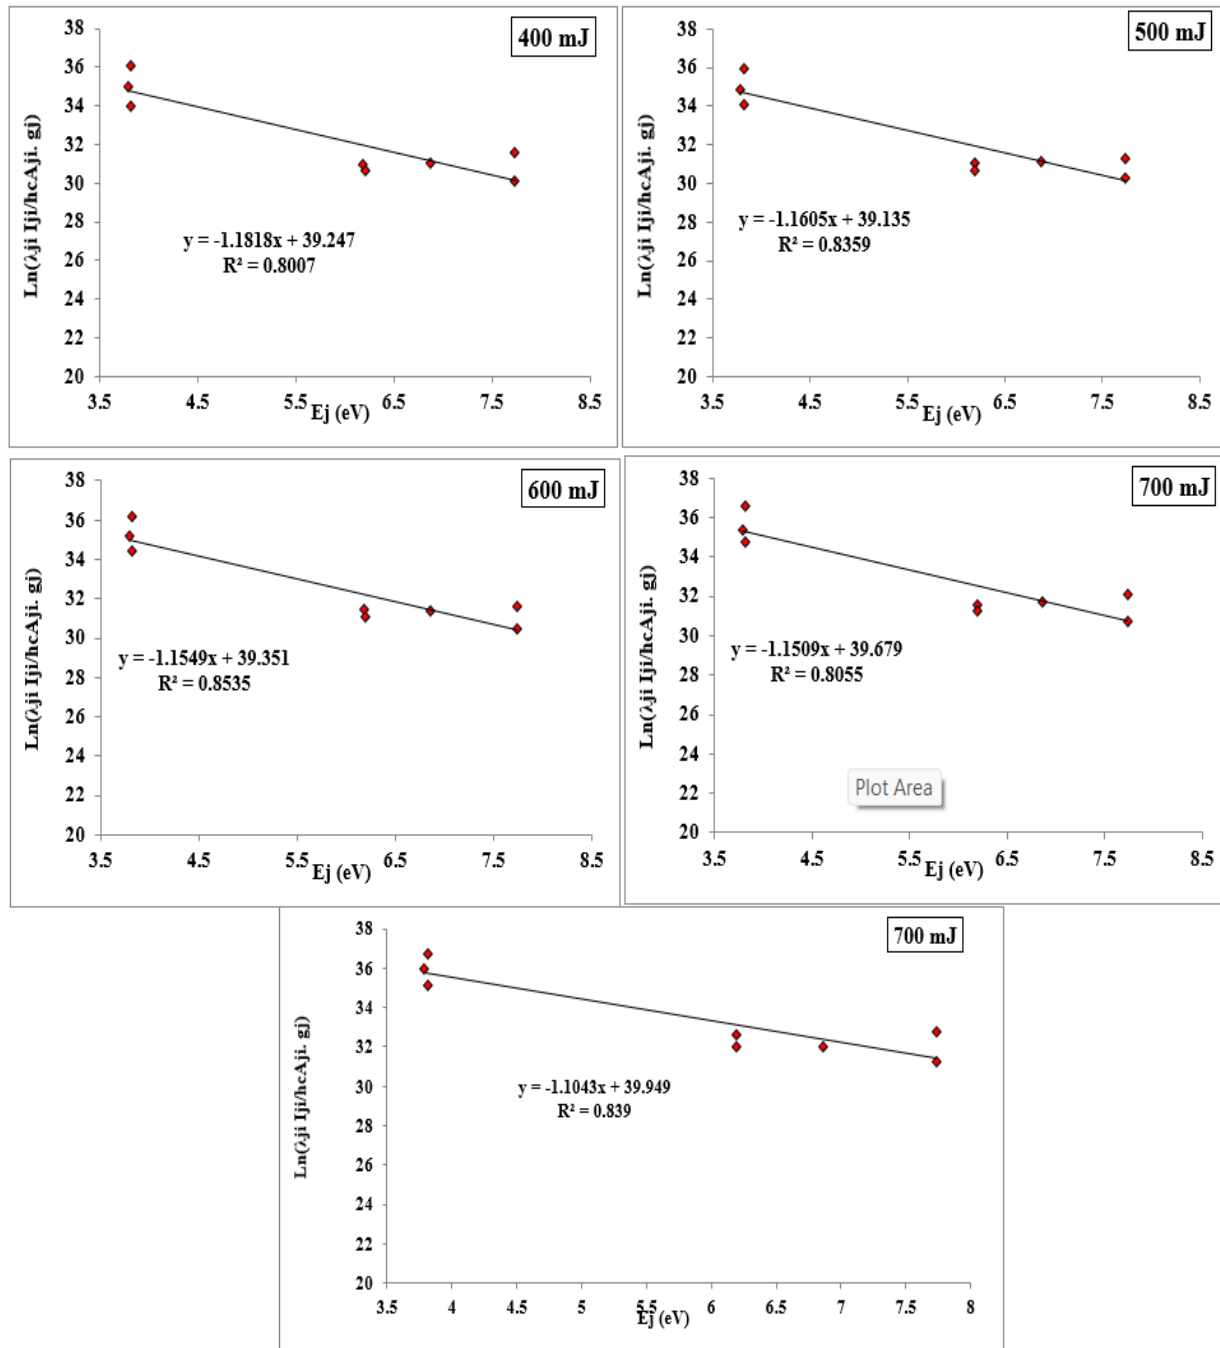 400 mJ
38
36
34
32
30
28
26
24
22
20
Ln(λji Iji/hcAji. gj)
y = -1.1818x + 39.247
R² = 0.8007
3.5 4.5 5.5 6.5 7.5 8.5
Ej (eV)
500 mJ
38
36
34
32
30
28
26
24
22
20
Ln(λji Iji/hcAji. gj)
y = -1.1605x + 39.135
R² = 0.8359
3.5 4.5 5.5 6.5 7.5 8.5
Ej (eV)
600 mJ
38
36
34
32
30
28
26
24
22
20
Ln(λji Iji/hcAji. gj)
y = -1.1549x + 39.351
R² = 0.8535
3.5 4.5 5.5 6.5 7.5 8.5
Ej (eV)
700 mJ
38
36
34
32
30
28
26
24
22
20
Ln(λji Iji/hcAji. gj)
y = -1.1509x + 39.679
R² = 0.8055
Plot Area
3.5 4.5 5.5 6.5 7.5 8.5
Ej (eV)
700 mJ
38
36
34
32
30
28
26
24
22
20
Ln(λji Iji/hcAji. gj)
y = -1.1043x + 39.949
R² = 0.839
3.5 4 4.5 5 5.5 6 6.5 7 7.5 8
Ej (eV)